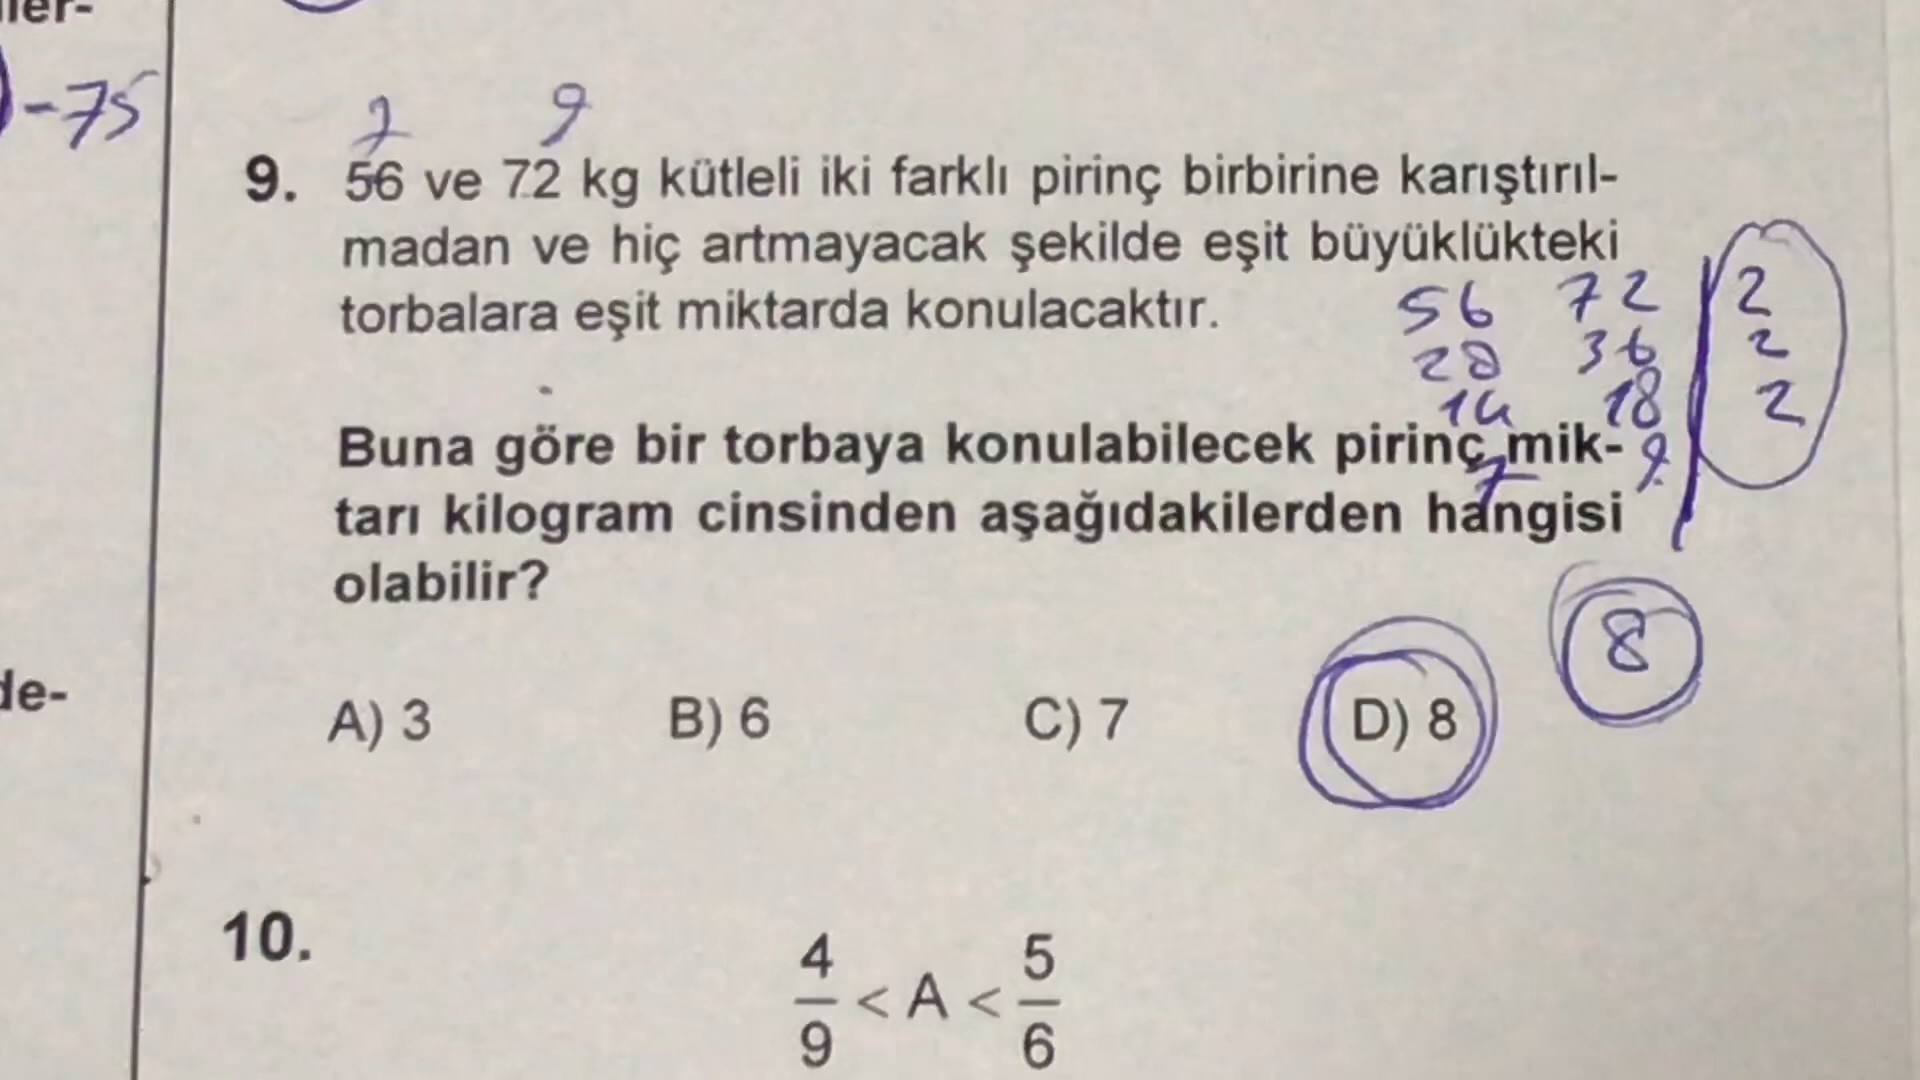 ler-
-75
7 9
9. 56 ve 72 kg kütleli iki farklı pirinç birbirine karıştırıl-
madan ve hiç artmayacak şekilde eşit büyüklükteki
torbalara eşit miktarda konulacaktır.
56 72 2
28 36 2
14 18 2
7 9
Buna göre bir torbaya konulabilecek pirinç mik-
tarı kilogram cinsinden aşağıdakilerden hangisi
olabilir?
8
A) 3 B) 6 C) 7 D) 8
de-
10.
4/9 < A < 5/6